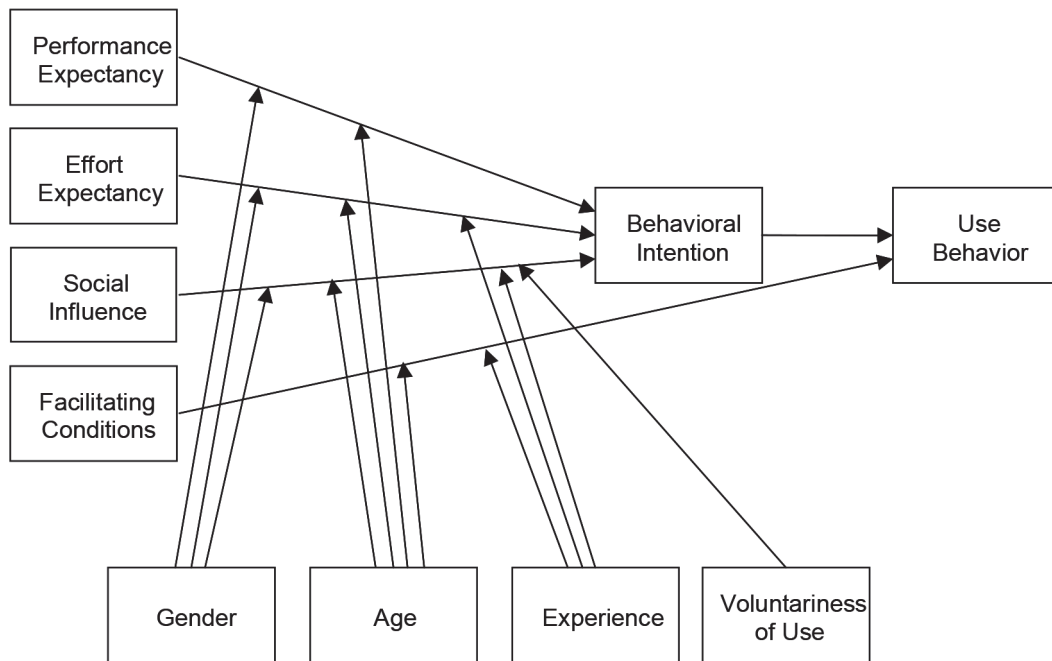 Performance
Expectancy
Effort
Expectancy
Social
Influence
Facilitating
Conditions
Behavioral
Intention
Use
Behavior
Gender
Age
Experience
Voluntariness
of Use